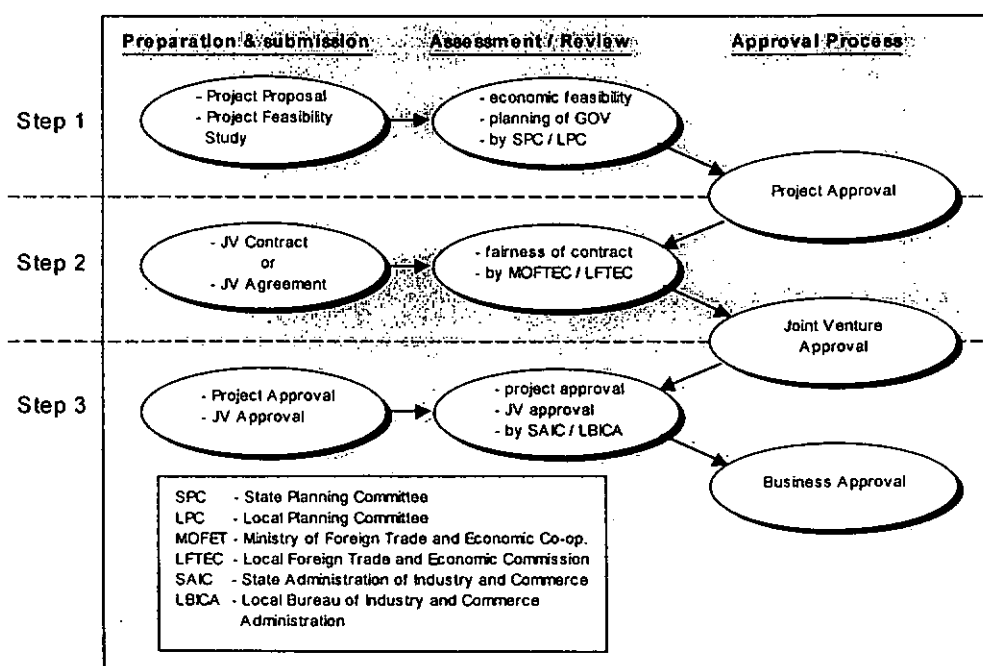 Preparation & submission
Assessment / Review
Approval Process
Step 1
- Project Proposal
- Project Feasibility
Study
- economic feasibility
- planning of GOV
- by SPC / LPC
Project Approval
Step 2
- JV Contract
or
- JV Agreement
- fairness of contract
- by MOFTEC / LFTEC
Joint Venture
Approval
Step 3
- Project Approval
- JV Approval
- project approval
- JV approval
- by SAIC / LBICA
Business Approval
SPC - State Planning Committee
LPC - Local Planning Committee
MOFET - Ministry of Foreign Trade and Economic Co-op.
LFTEC - Local Foreign Trade and Economic Commission
SAIC - State Administration of Industry and Commerce
LBICA - Local Bureau of Industry and Commerce
Administration